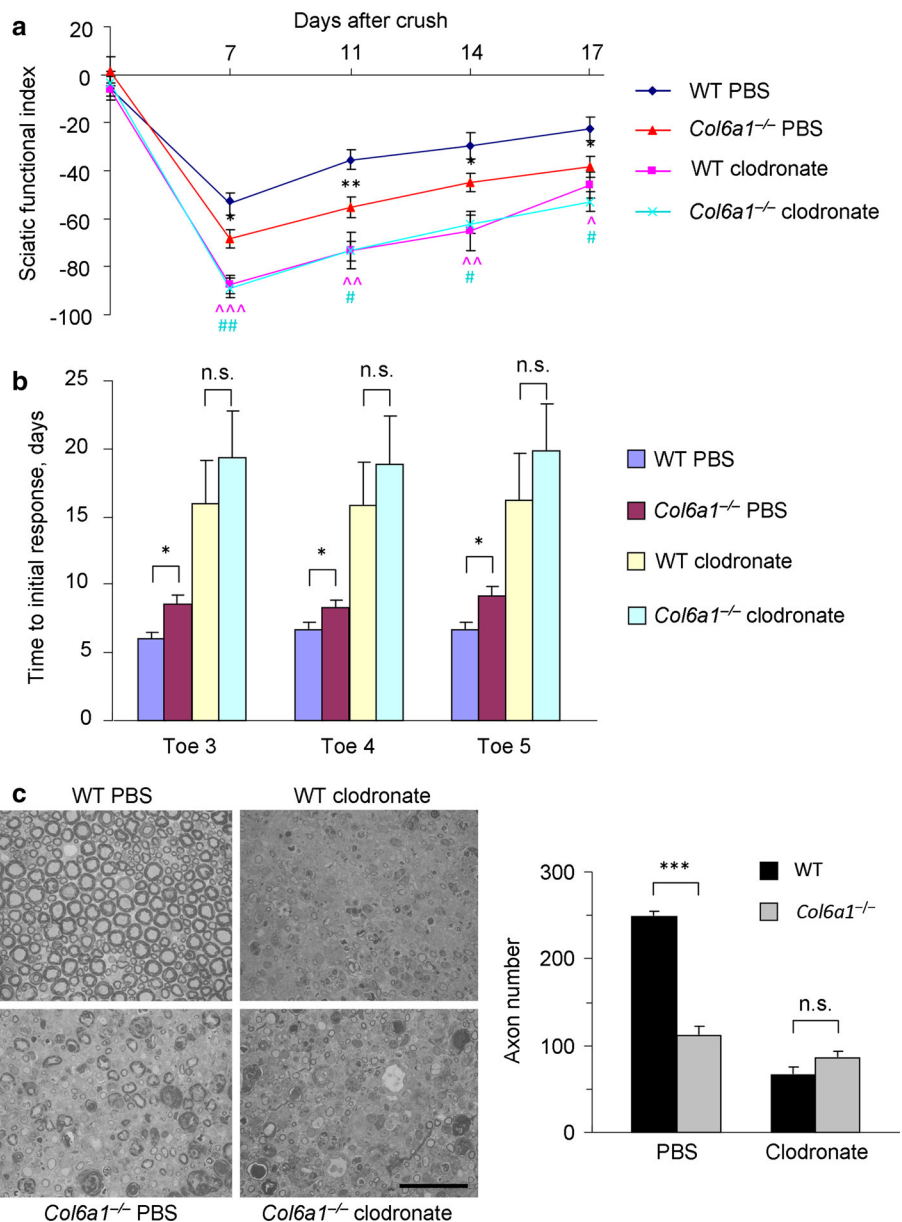 a
Days after crush
Sciatic functional index
20
0
-20
-40
-60
-80
-100
7 11 14 17
*
**
*
*
^^^
##
^^
#
^^
#
^
#
WT PBS
Col6a1–/– PBS
WT clodronate
Col6a1–/– clodronate
b
Time to initial response, days
25
20
15
10
5
0
n.s. n.s. n.s.
* * *
Toe 3 Toe 4 Toe 5
WT PBS
Col6a1–/– PBS
WT clodronate
Col6a1–/– clodronate
c
WT PBS WT clodronate
Col6a1–/– PBS Col6a1–/– clodronate
Axon number
300
200
100
0
***
n.s.
PBS Clodronate
WT
Col6a1–/–